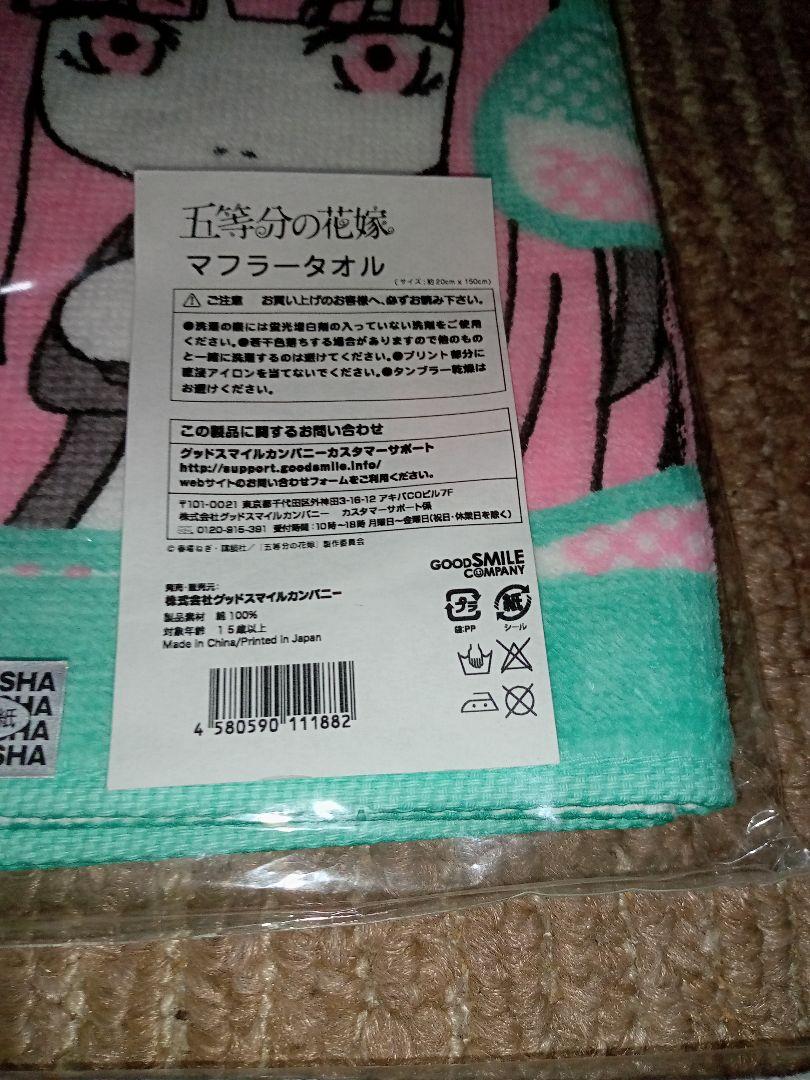 五等分の花嫁
マフラータオル
(サイズ:約20cm x 150cm)
⚠ ご注意 お買い上げのお客様へ、必ずお読み下さい。
●洗濯の際には蛍光増白剤の入っていない洗剤をご使用
ください。●若干色落ちする場合がありますので他のもの
と一緒に洗濯するのは避けてください。●プリント部分に
直接アイロンを当てないでください。●タンブラー乾燥は
お避けください。
この製品に関するお問い合わせ
グッドスマイルカンパニーカスタマーサポート
http://support.goodsmile.info/
webサイトのお問い合わせフォームをご利用ください。
〒101-0021 東京都千代田区外神田3-16-12 アキバCOビル7F
株式会社グッドスマイルカンパニー カスタマーサポート係
0120-915-391 受付時間:10時～18時 月曜日～金曜日(祝日・休業日を除く)
© 春場ねぎ・講談社/「五等分の花嫁」製作委員会
GOODSMILE
COMPANY
発売・販売元:
株式会社グッドスマイルカンパニー
製品素材 綿100%
対象年齢 15歳以上
Made in China/Printed in Japan
プラ
袋:PP
紙
シール
4 580590 111882
SHA
HA
紙
HA
SHA